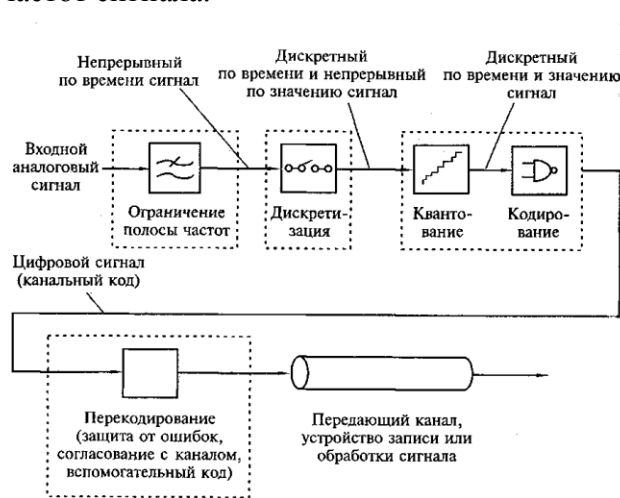 частот сигнала.
Непрерывный
по времени сигнал
Дискретный
по времени и непрерывный
по значению сигнал
Дискретный
по времени и значению
сигнал
Входной
аналоговый
сигнал
Ограничение
полосы частот
Дискрети-
зация
Кванто-
вание
Кодиро-
вание
Цифровой сигнал
(канальный код)
Перекодирование
(защита от ошибок,
согласование с каналом,
вспомогательный код)
Передающий канал,
устройство записи или
обработки сигнала